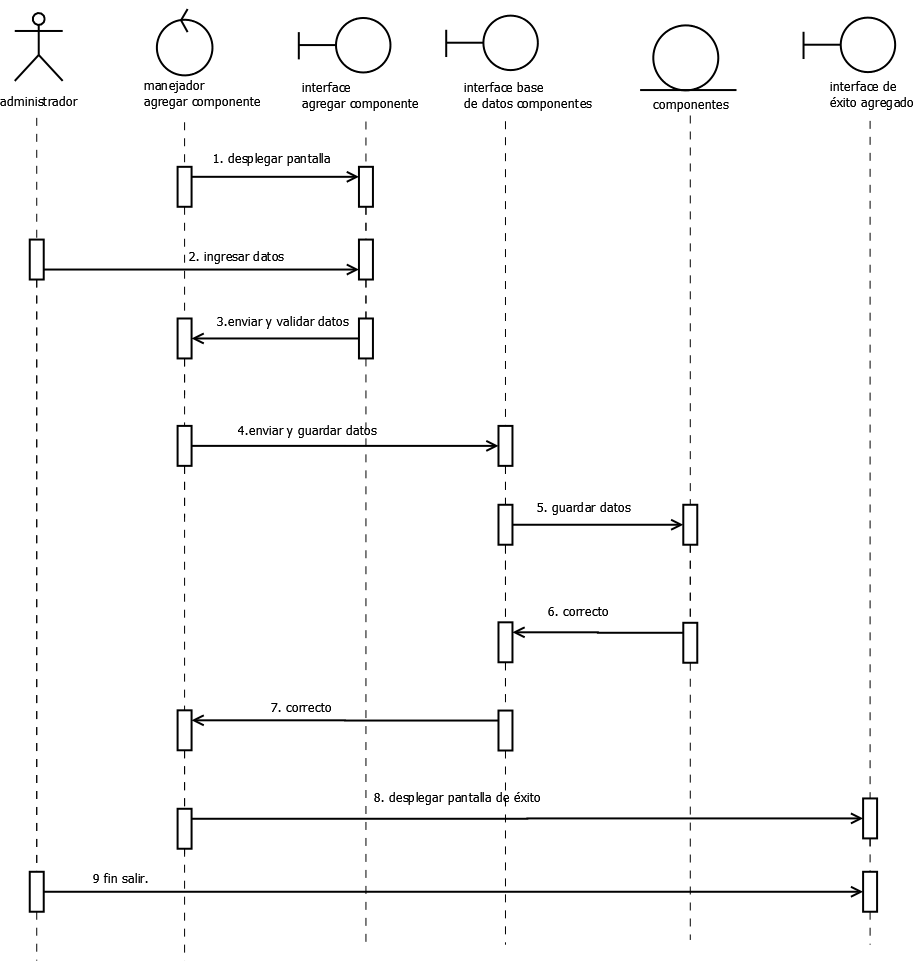 administrador
manejador
agregar componente
interface
agregar componente
interface base
de datos componentes
componentes
interface de
éxito agregado
1. desplegar pantalla
2. ingresar datos
3.enviar y validar datos
4.enviar y guardar datos
5. guardar datos
6. correcto
7. correcto
8. desplegar pantalla de éxito
9 fin salir.